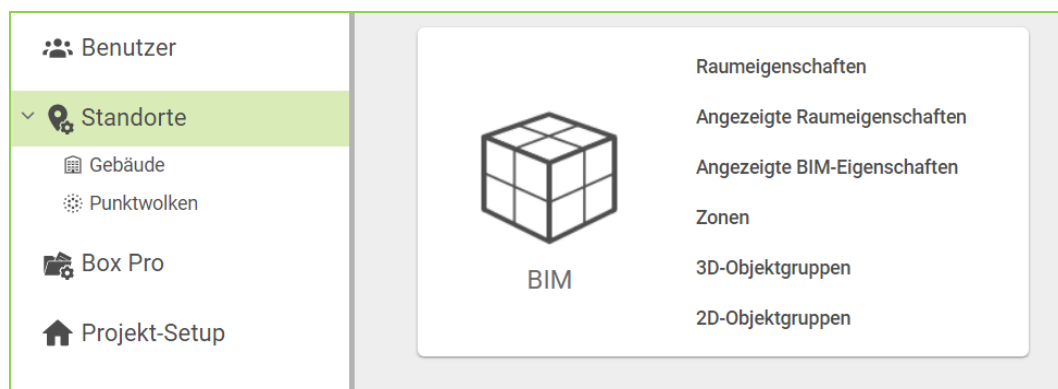 Benutzer
Standorte
Gebäude
Punktwolken
Box Pro
Projekt-Setup
BIM
Raumeigenschaften
Angezeigte Raumeigenschaften
Angezeigte BIM-Eigenschaften
Zonen
3D-Objektgruppen
2D-Objektgruppen